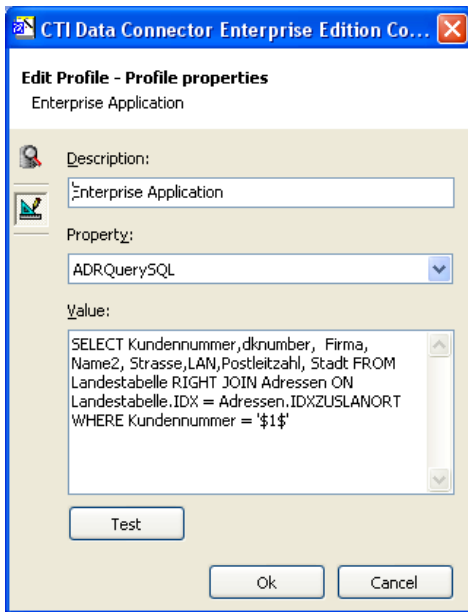 CTI Data Connector Enterprise Edition Co...
Edit Profile - Profile properties
Enterprise Application
Description:
Enterprise Application
Property:
ADRQuerySQL
Value:
SELECT Kundennummer,dknumber,  Firma,
Name2, Strasse,LAN,Postleitzahl, Stadt FROM
Landestabelle RIGHT JOIN Adressen ON
Landestabelle.IDX = Adressen.IDXZUSLANORT
WHERE Kundennummer = '$1$'
Test
Ok
Cancel